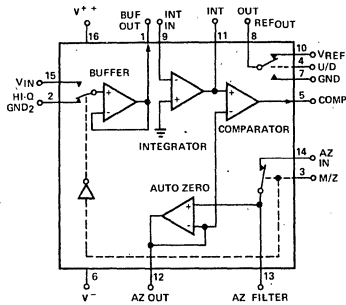 V++
BUF OUT
INT IN
INT
OUT
REFOUT
16
1
9
11
8
10 VREF
4 U/D
7 GND
VIN 15
HI-Q GND2 2
BUFFER
INTEGRATOR
COMPARATOR
5 COMP
14 AZ IN
3 M/Z
AUTO ZERO
6
12
13
V-
AZ OUT
AZ FILTER